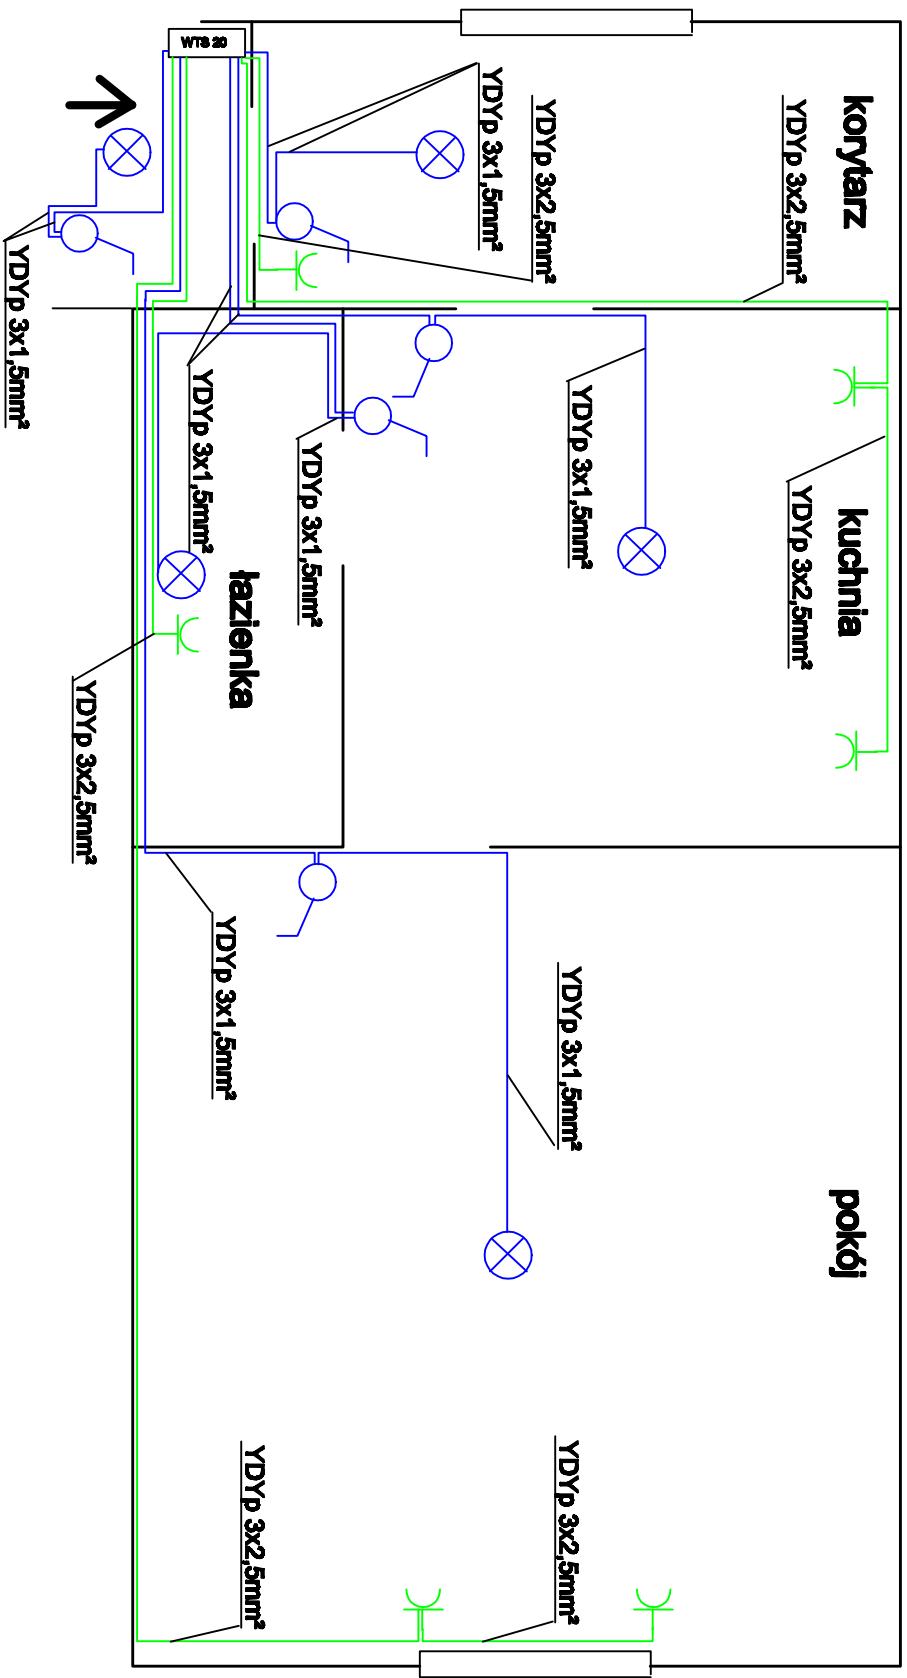 WTS 20
korytarz
YDYp 3x2,5mm²
YDYp 3x2,5mm²
YDYp 3x1,5mm²
YDYp 3x1,5mm²
kuchnia
YDYp 3x2,5mm²
YDYp 3x1,5mm²
YDYp 3x1,5mm²
YDYp 3x1,5mm²
łazienka
YDYp 3x2,5mm²
pokój
YDYp 3x1,5mm²
YDYp 3x1,5mm²
YDYp 3x2,5mm²
YDYp 3x2,5mm²